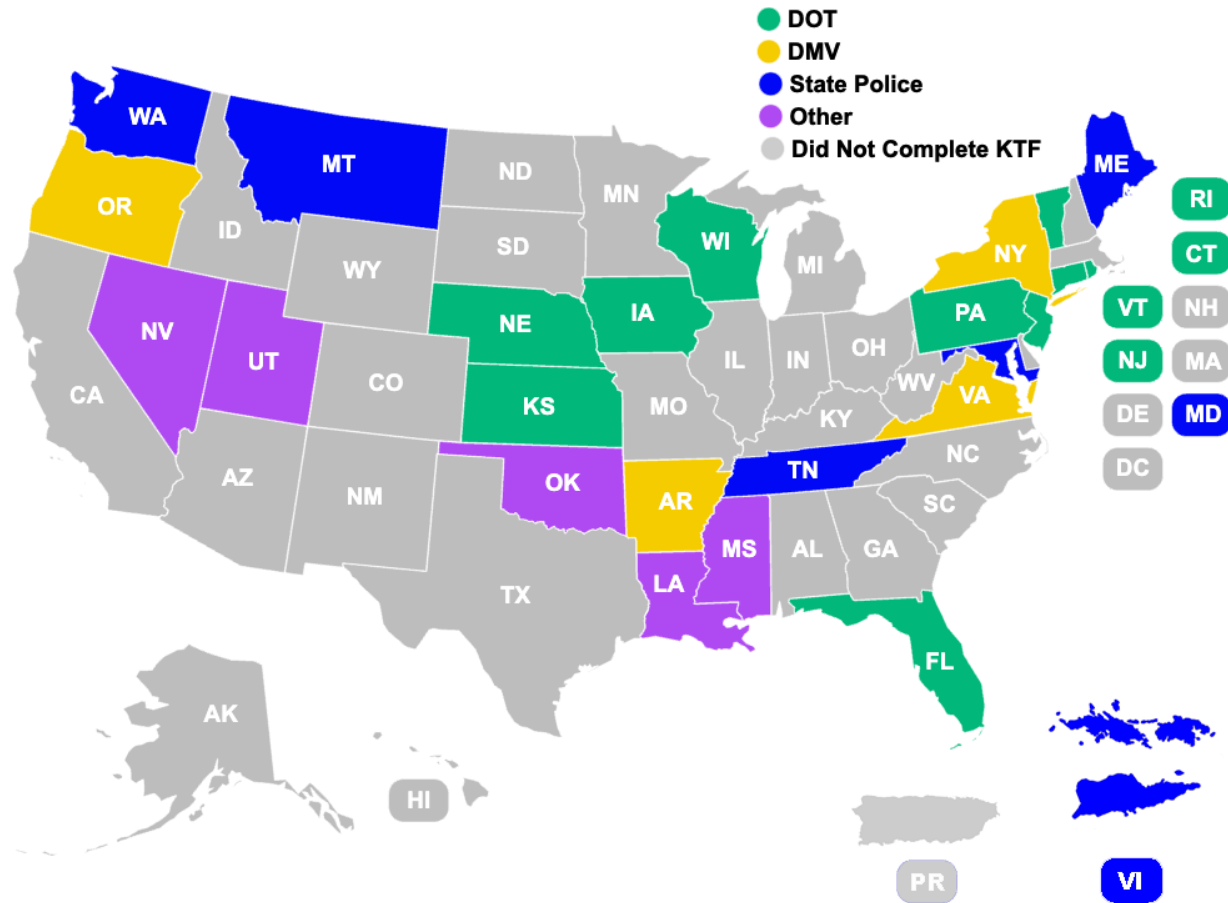 DOT
DMV
State Police
Other
Did Not Complete KTF
WA
MT
ND
MN
ME
OR
ID
SD
WI
MI
NY
RI
WY
CT
NV
UT
NE
IA
PA
VT
NH
CA
CO
KS
MO
IL
IN
OH
WV
VA
NJ
MA
KY
DE
MD
AZ
NM
OK
AR
TN
NC
DC
SC
TX
LA
MS
AL
GA
FL
AK
HI
PR
VI